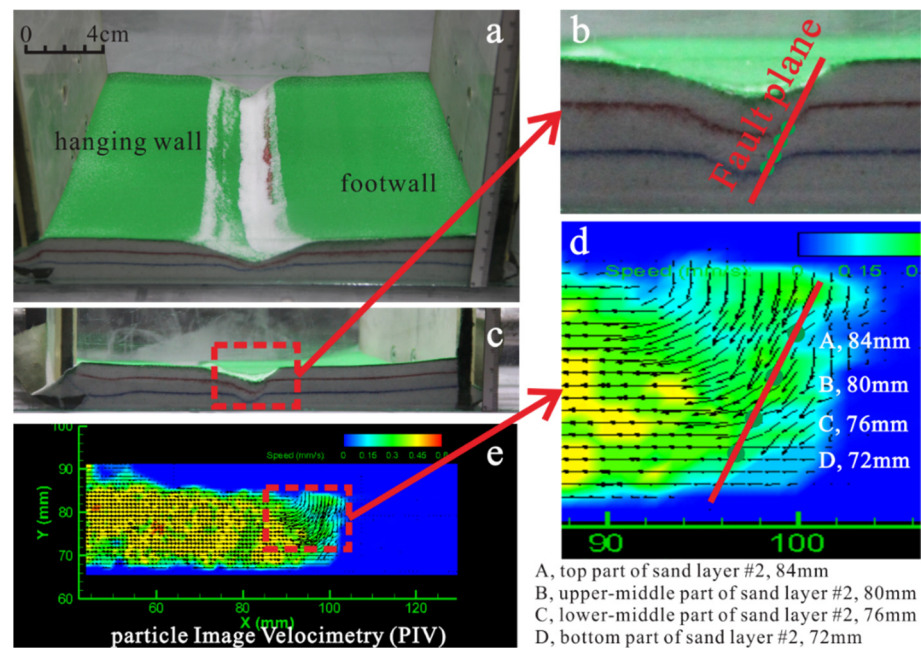 0 4cm
a
hanging wall
footwall
b
Fault plane
c
d
Speed (mm/s) 0 0.15 0
A, 84mm
B, 80mm
C, 76mm
D, 72mm
90 100
e
Speed (mm/s) 0 0.15 0.3 0.45 0.6
100
90
80
70
60
Y (mm)
60 80 100 120
X (mm)
particle Image Velocimetry (PIV)
A, top part of sand layer #2, 84mm
B, upper-middle part of sand layer #2, 80mm
C, lower-middle part of sand layer #2, 76mm
D, bottom part of sand layer #2, 72mm